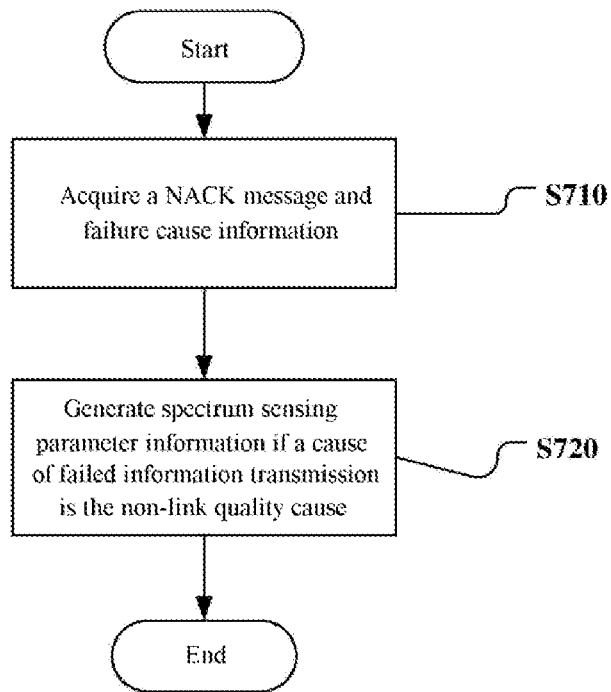 Start
Acquire a NACK message and
failure cause information
S710
Generate spectrum sensing
parameter information if a cause
of failed information transmission
is the non-link quality cause
S720
End